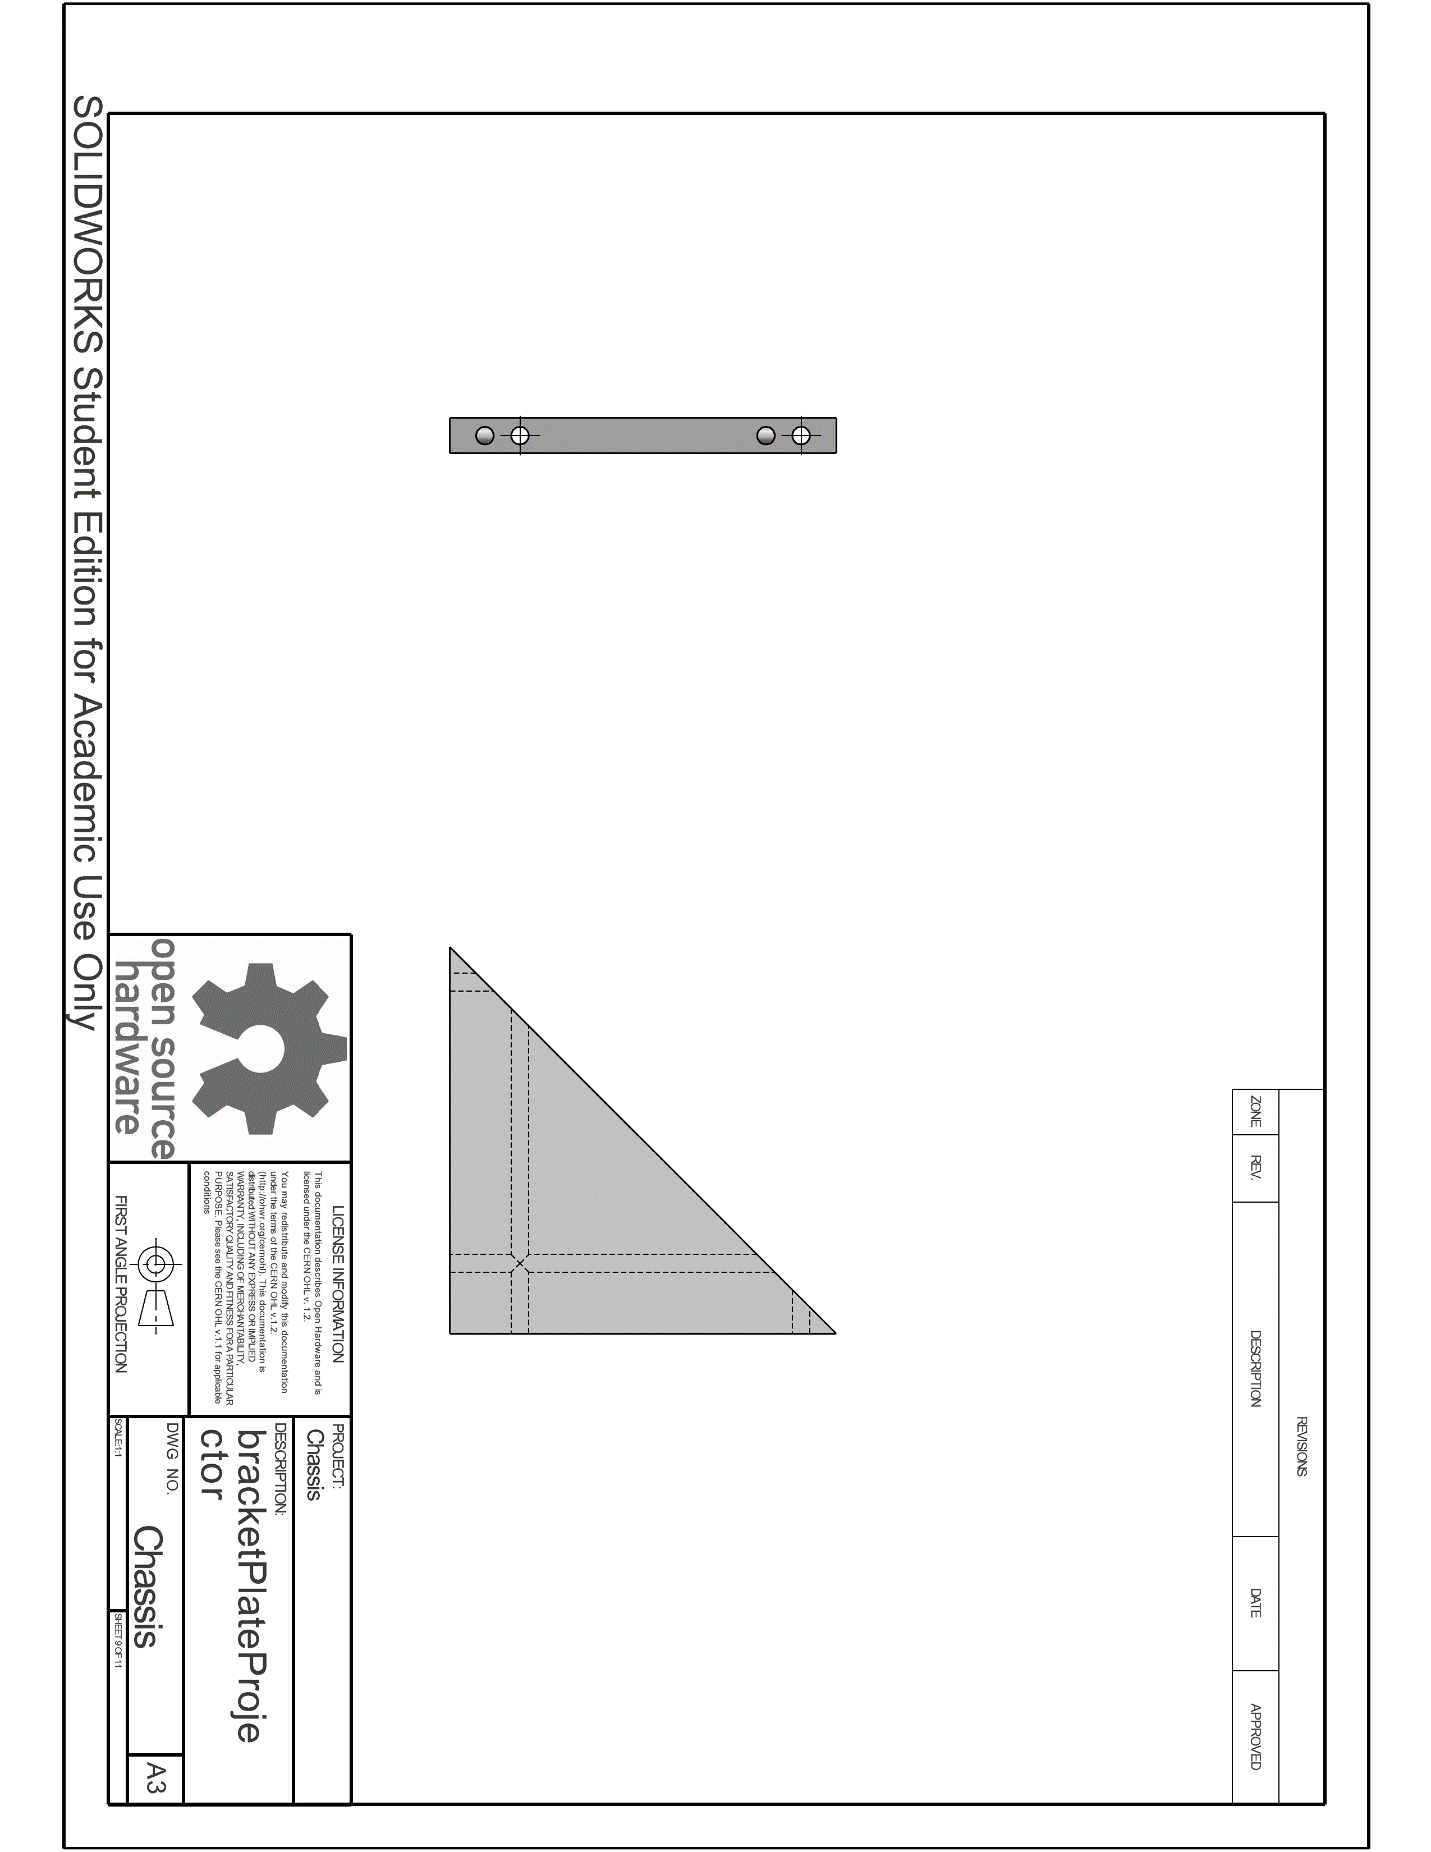 REVISIONS
ZONE
REV.
DESCRIPTION
DATE
APPROVED
open source
hardware
LICENSE INFORMATION
This documentation describes Open Hardware and is
licensed under the CERN OHL v. 1.2.
You may redistribute and modify this documentation
under the terms of the CERN OHL v.1.2.
(http://ohwr.org/cernohl). This documentation is
distributed WITHOUT ANY EXPRESS OR IMPLIED
WARRANTY, INCLUDING OF MERCHANTABILITY,
SATISFACTORY QUALITY AND FITNESS FOR A PARTICULAR
PURPOSE. Please see the CERN OHL v.1.1 for applicable
conditions
FIRST ANGLE PROJECTION
PROJECT:
Chassis
DESCRIPTION:
bracketPlateProje
ctor
DWG NO.
Chassis
A3
SCALE:1:1
SHEET 9 OF 11
SOLIDWORKS Student Edition for Academic Use Only